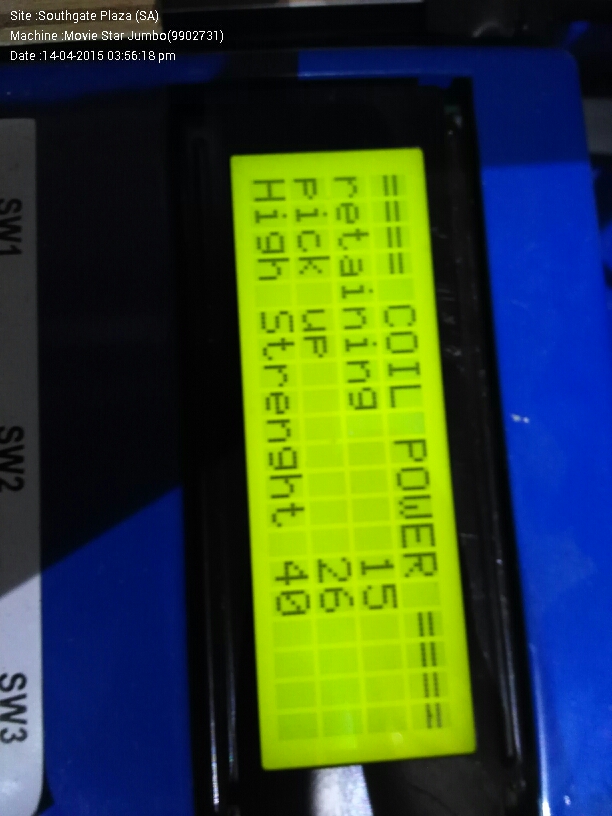 Site :Southgate Plaza (SA)
Machine :Movie Star Jumbo(9902731)
Date :14-04-2015 03:56:18 pm
==== COIL POWER ====
retaining 15
Pick UP 26
High Strenght 40
SW1
SW2
SW3